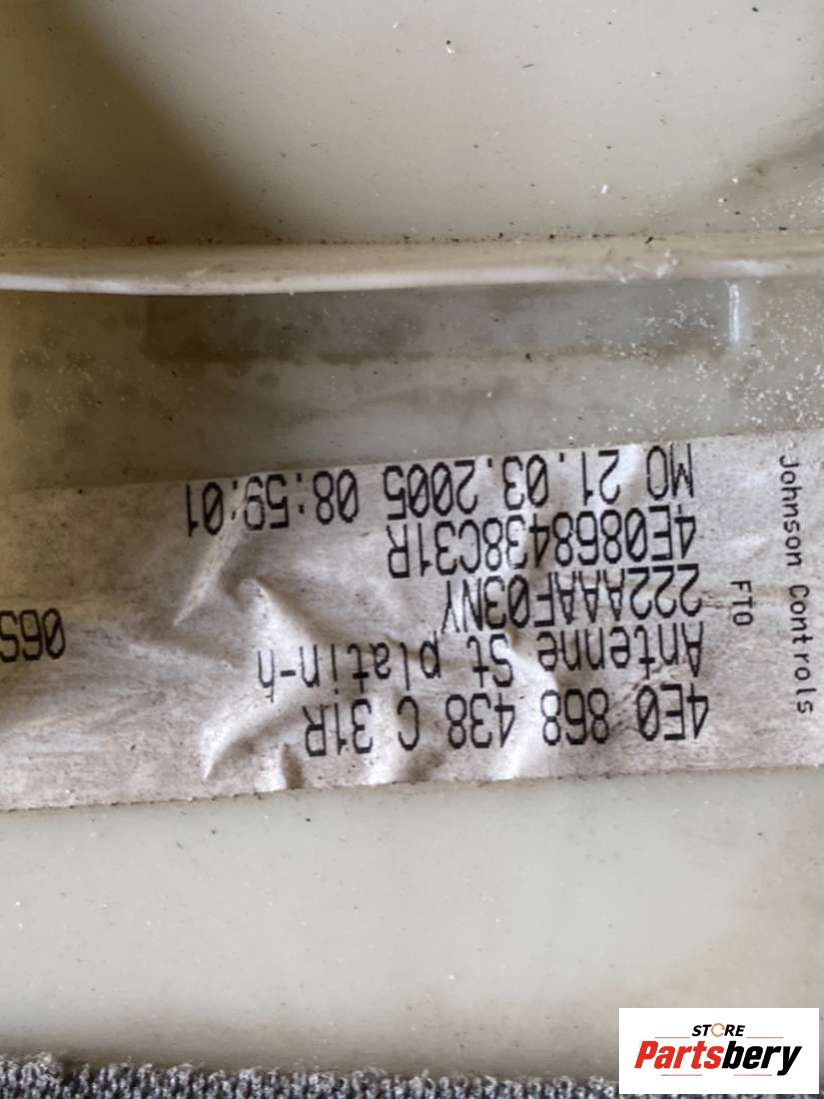 4E0 868 438 C 31R
Antenne St platin-h
222AAAF03NY
4E0868438C31R
MO 21.03.2005 08:59:01
FTO
Johnson Controls
06S
STORE
Partsbery